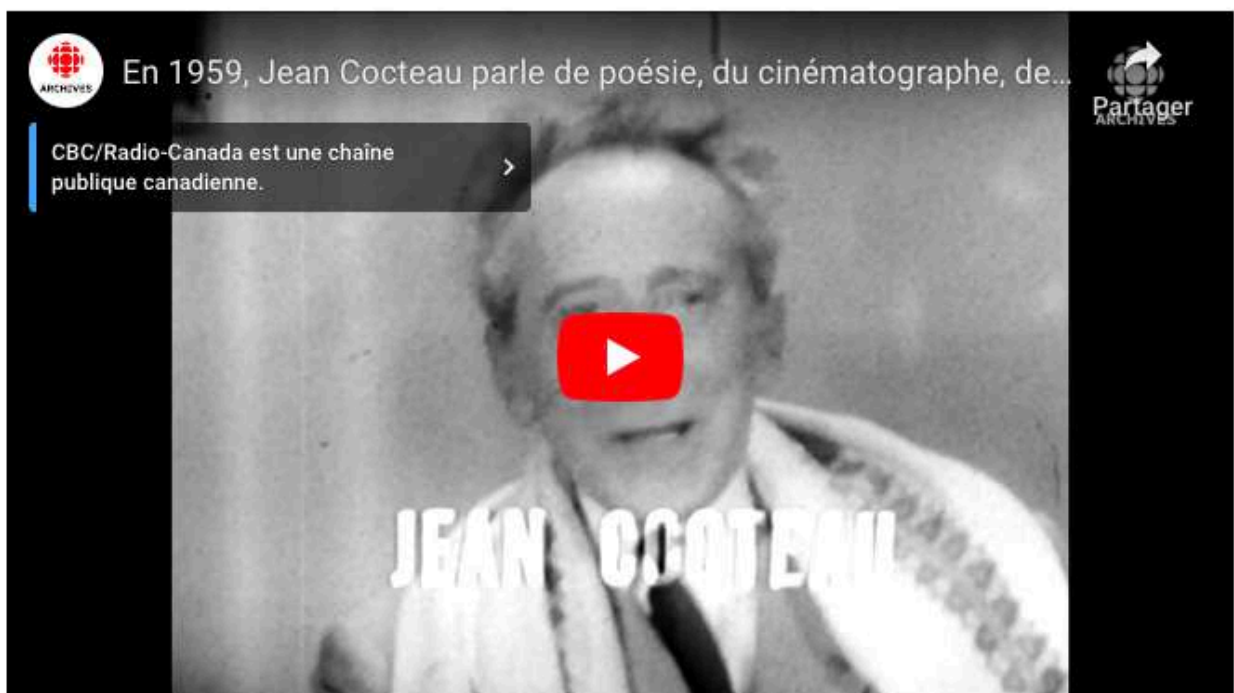 ARCHIVES
En 1959, Jean Cocteau parle de poésie, du cinématographe, de...
Partager
ARCHIVES
CBC/Radio-Canada est une chaîne
publique canadienne.
JEAN COCTEAU